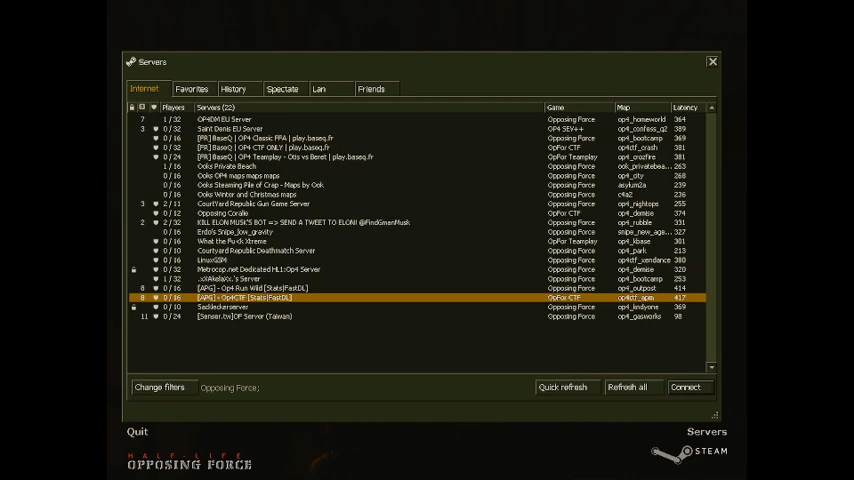 Servers
Internet Favorites History Spectate Lan Friends
Players Servers (22) Game Map Latency
7 1/32 OP4DM EU Server Opposing Force op4_homeworld 364
3 0/32 Saint Denis EU Server OP4 SEV++ op4_confess_g2 389
0/16 [FR] BaseQ | OP4 Classic FFA | play.baseq.fr Opposing Force op4_bootcamp 369
0/32 [FR] BaseQ | OP4 CTF ONLY | play.baseq.fr OpFor CTF op4ctf_crash 381
0/24 [FR] BaseQ | OP4 Teamplay - Otis vs Beret | play.baseq.fr OpFor Teamplay op4_crozfire 381
1/16 Ooks Private Beach Opposing Force ook_privatebea... 263
0/16 Ooks OP4 maps maps maps Opposing Force op4_city 268
0/16 Ooks Steaming Pile of Crap - Maps by Ook Opposing Force asylum2a 239
0/16 Ooks Winter and Christmas maps Opposing Force c4a2 236
3 2/11 CourtYard Republic Gun Game Server Opposing Force op4_nightops 255
0/12 Opposing Coralie OpFor CTF op4_demise 374
2 2/32 KILL ELON MUSK'S BOT => SEND A TWEET TO ELON! @FindGmanMusk Opposing Force op4_rubble 331
0/16 Erdo's Snipe_low_gravity Opposing Force snipe_new_aga... 327
0/16 What the Fu<k Xtreme OpFor Teamplay op4_kbase 301
0/10 Courtyard Republic Deathmatch Server Opposing Force op4_park 213
0/16 LinuxGSM Opposing Force op4ctf_xendance 380
0/32 Metrocop.net Dedicated HL1:Op4 Server Opposing Force op4_demise 320
1/32 .xXAkelaXx.'s Server Opposing Force op4_bootcamp 253
8 0/16 [APG] - Op4 Run Wild [Stats|FastDL] Opposing Force op4_outpost 414
8 0/16 [APG] - Op4CTF [Stats|FastDL] OpFor CTF op4ctf_apm 417
0/10 Sadleckerserver Opposing Force op4_kndyone 369
11 0/24 [Senser.tw]OF Server (Taiwan) Opposing Force op4_gasworks 98
Change filters Opposing Force; Quick refresh Refresh all Connect
Quit Servers
HALF-LIFE
OPPOSING FORCE STEAM